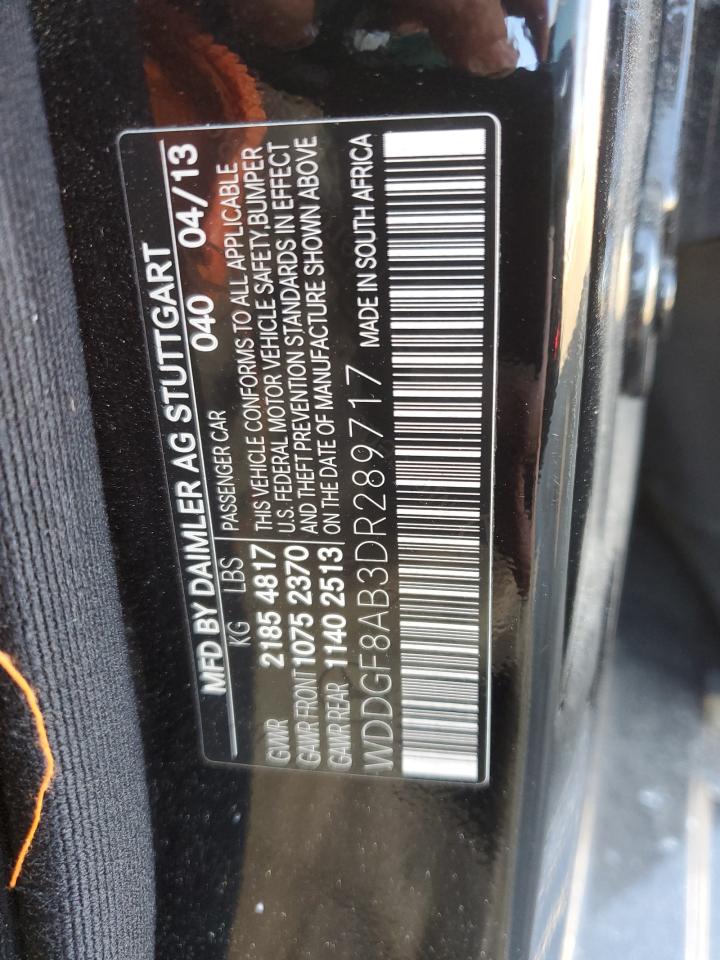 MFD BY DAIMLER AG STUTTGART
KG LBS PASSENGER CAR 040 04/13
GWR 2185 4817 THIS VEHICLE CONFORMS TO ALL APPLICABLE
GAWR FRONT 1075 2370 U.S. FEDERAL MOTOR VEHICLE SAFETY,BUMPER
GAWR REAR 1140 2513 AND THEFT PREVENTION STANDARDS IN EFFECT
ON THE DATE OF MANUFACTURE SHOWN ABOVE
WDDGF8AB3DR289717 MADE IN SOUTH AFRICA